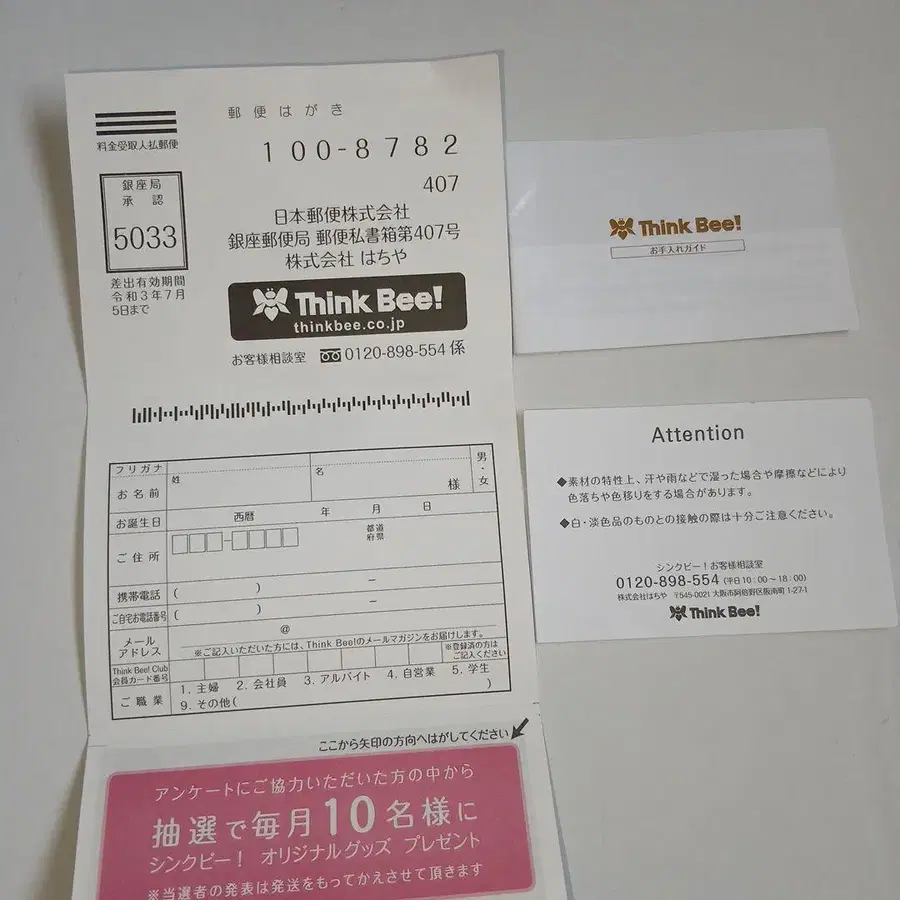 郵便はがき
料金受取人払郵便
100-8782
407
銀座局
承認
5033
差出有効期間
令和3年7月
5日まで
日本郵便株式会社
銀座郵便局 郵便私書箱第407号
株式会社 はちや
Think Bee!
thinkbee.co.jp
お客様相談室 0120-898-554 係
フリガナ
お名前
姓
名
様
男・女
お誕生日
西暦 年 月 日
ご住所
都道
府県
携帯電話 ( ) －
ご自宅お電話番号 ( ) －
メール
アドレス
@
※ご記入いただいた方には、Think Bee!のメールマガジンをお届けします。
Think Bee! Club
会員カード番号
※登録済の方は
ご記入ください
ご職業
1. 主婦 2. 会社員 3. アルバイト 4. 自営業 5. 学生
9. その他( )
ここから矢印の方向へはがしてください
アンケートにご協力いただいた方の中から
抽選で毎月10名様に
シンクビー! オリジナルグッズ プレゼント
※当選者の発表は発送をもってかえさせて頂きます
Think Bee!
お手入れガイド
Attention
◆素材の特性上、汗や雨などで湿った場合や摩擦などにより
色落ちや色移りをする場合があります。
◆白・淡色品のものとの接触の際は十分ご注意ください。
シンクビー!お客様相談室
0120-898-554 (平日10:00～18:00)
株式会社はちや 〒545-0021 大阪市阿倍野区阪南町1-27-1
Think Bee!